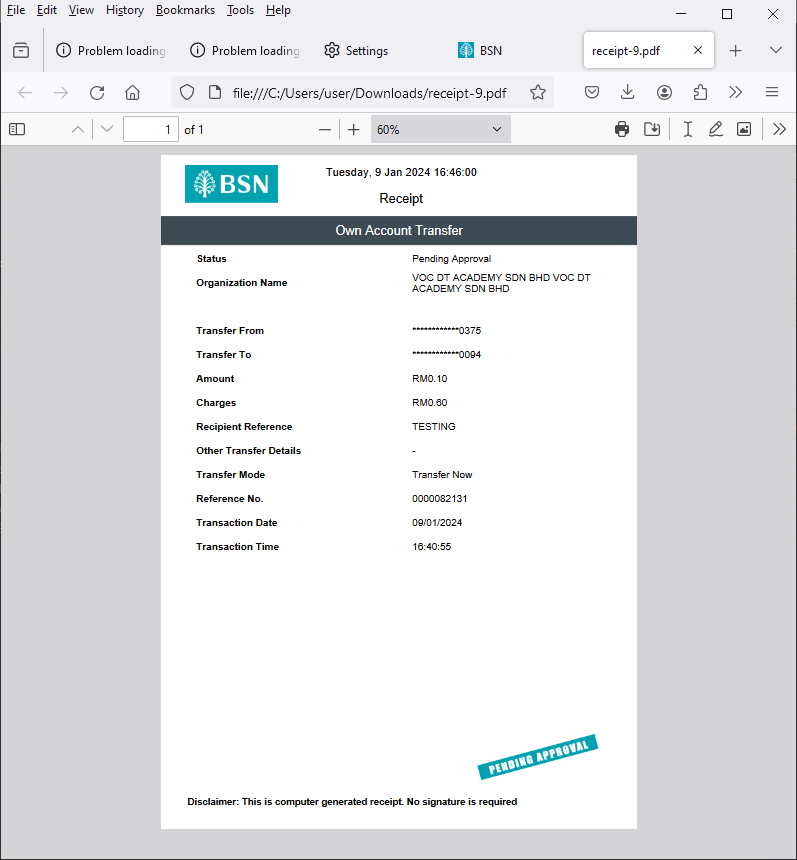 File Edit View History Bookmarks Tools Help
Problem loading Problem loading Settings BSN receipt-9.pdf
file:///C:/Users/user/Downloads/receipt-9.pdf
1 of 1 60%
BSN
Tuesday, 9 Jan 2024 16:46:00
Receipt
Own Account Transfer
Status Pending Approval
Organization Name VOC DT ACADEMY SDN BHD VOC DT
ACADEMY SDN BHD
Transfer From ************0375
Transfer To ************0094
Amount RM0.10
Charges RM0.60
Recipient Reference TESTING
Other Transfer Details -
Transfer Mode Transfer Now
Reference No. 0000082131
Transaction Date 09/01/2024
Transaction Time 16:40:55
PENDING APPROVAL
Disclaimer: This is computer generated receipt. No signature is required